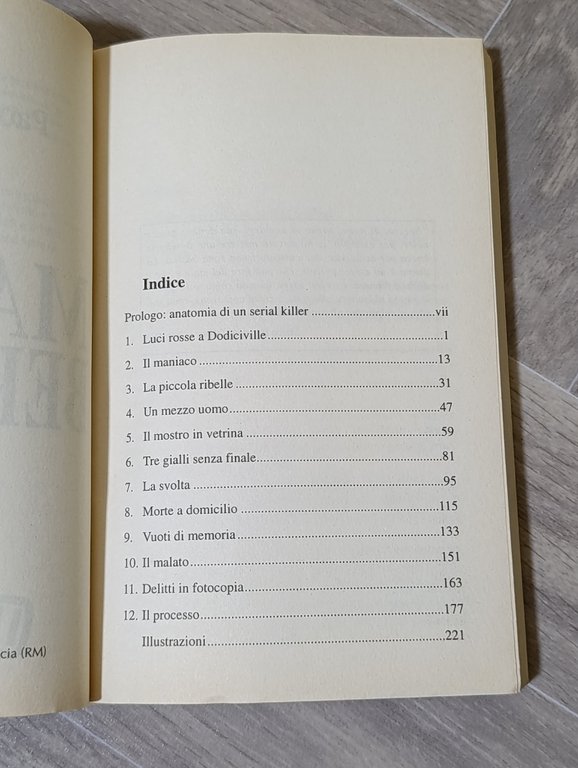 cia (RM)
Indice
Prologo: anatomia di un serial killer ........................................vii
1. Luci rosse a Dodiciville.....................................................1
2. Il maniaco........................................................................13
3. La piccola ribelle .............................................................31
4. Un mezzo uomo...............................................................47
5. Il mostro in vetrina ...........................................................59
6. Tre gialli senza finale........................................................81
7. La svolta ..........................................................................95
8. Morte a domicilio ............................................................115
9. Vuoti di memoria.............................................................133
10. Il malato.........................................................................151
11. Delitti in fotocopia..........................................................163
12. Il processo......................................................................177
Illustrazioni..........................................................................221